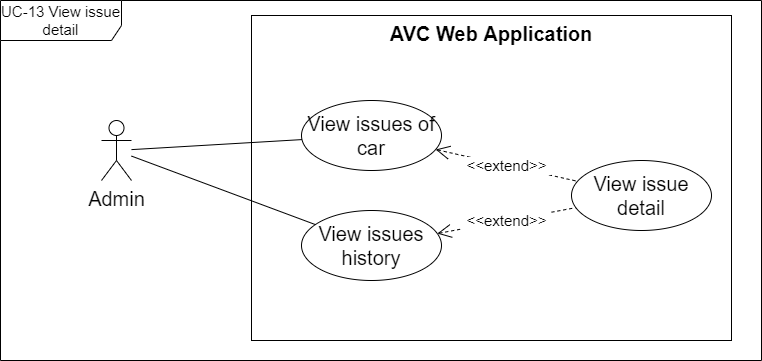 UC-13 View issue
detail
AVC Web Application
View issues of
car
<<extend>>
View issue
detail
Admin
<<extend>>
View issues
history